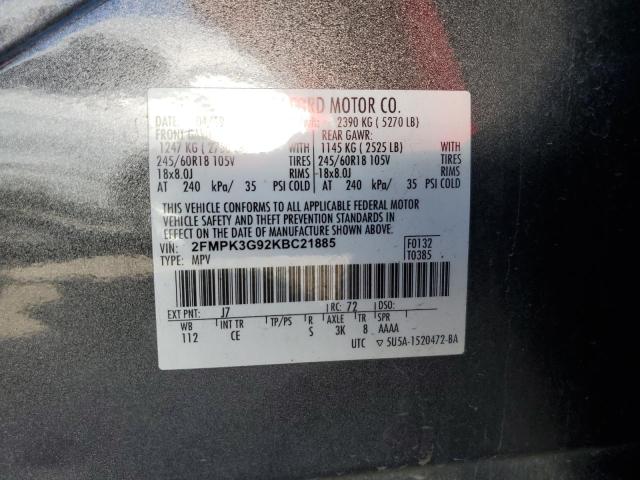 FORD MOTOR CO.
DATE: 2390 KG ( 5270 LB)
FRONT GAWR: REAR GAWR:
1247 KG ( WITH 1145 KG ( 2525 LB) WITH
245/60R18 105V TIRES 245/60R18 105V TIRES
18x8.0J RIMS 18x8.0J RIMS
AT 240 kPa/ 35 PSI COLD AT 240 kPa/ 35 PSI COLD
THIS VEHICLE CONFORMS TO ALL APPLICABLE FEDERAL MOTOR
VEHICLE SAFETY AND THEFT PREVENTION STANDARDS IN
EFFECT ON THE DATE OF MANUFACTURE SHOWN ABOVE.
VIN: 2FMPK3G92KBC21885 F0132
TYPE: MPV T0385
EXT PNT: J7 RC: 72 DSO:
WB INT TR TP/PS R AXLE TR SPR
112 CE S 3K 8 AAAA
UTC ▽ 5U5A-1520472-BA